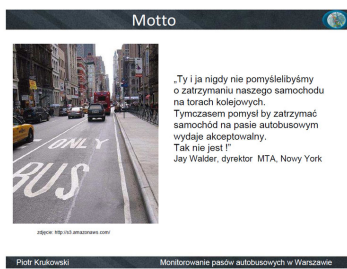 Motto
„Ty i ja nigdy nie pomyślelibyśmy
o zatrzymaniu naszego samochodu
na torach kolejowych.
Tymczasem pomysł by zatrzymać
samochód na pasie autobusowym
wydaje akceptowalny.
Tak nie jest !”
Jay Walder, dyrektor MTA, Nowy York
ONLY
BUS
zdjęcie: http://s3.amazonaws.com/
Piotr Krukowski
Monitorowanie pasów autobusowych w Warszawie